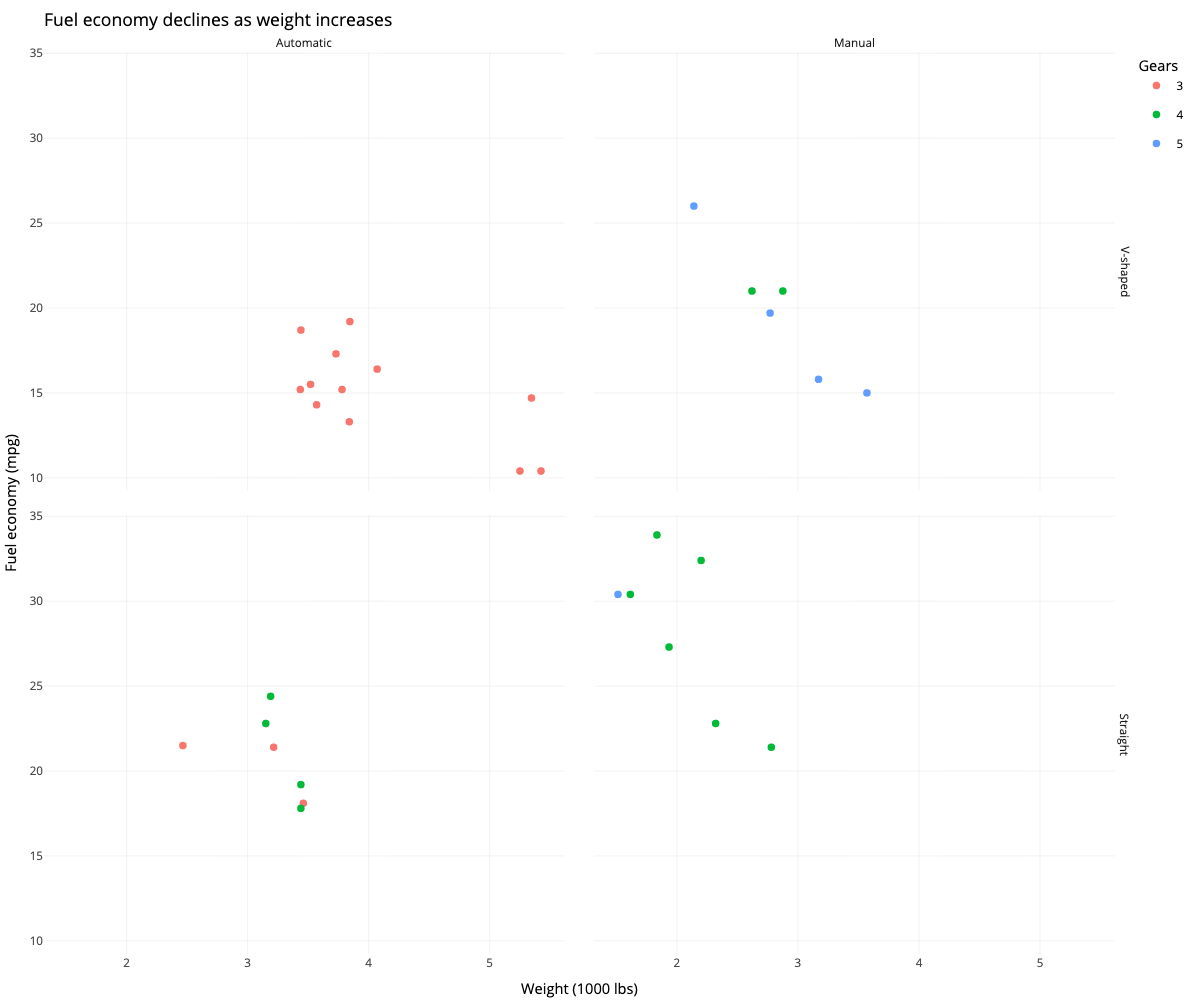 Fuel economy declines as weight increases
Automatic
Manual
Gears
3
4
5
35
30
25
20
15
10
V-shaped
Fuel economy (mpg)
35
30
25
20
15
10
Straight
2
3
4
5
2
3
4
5
Weight (1000 lbs)